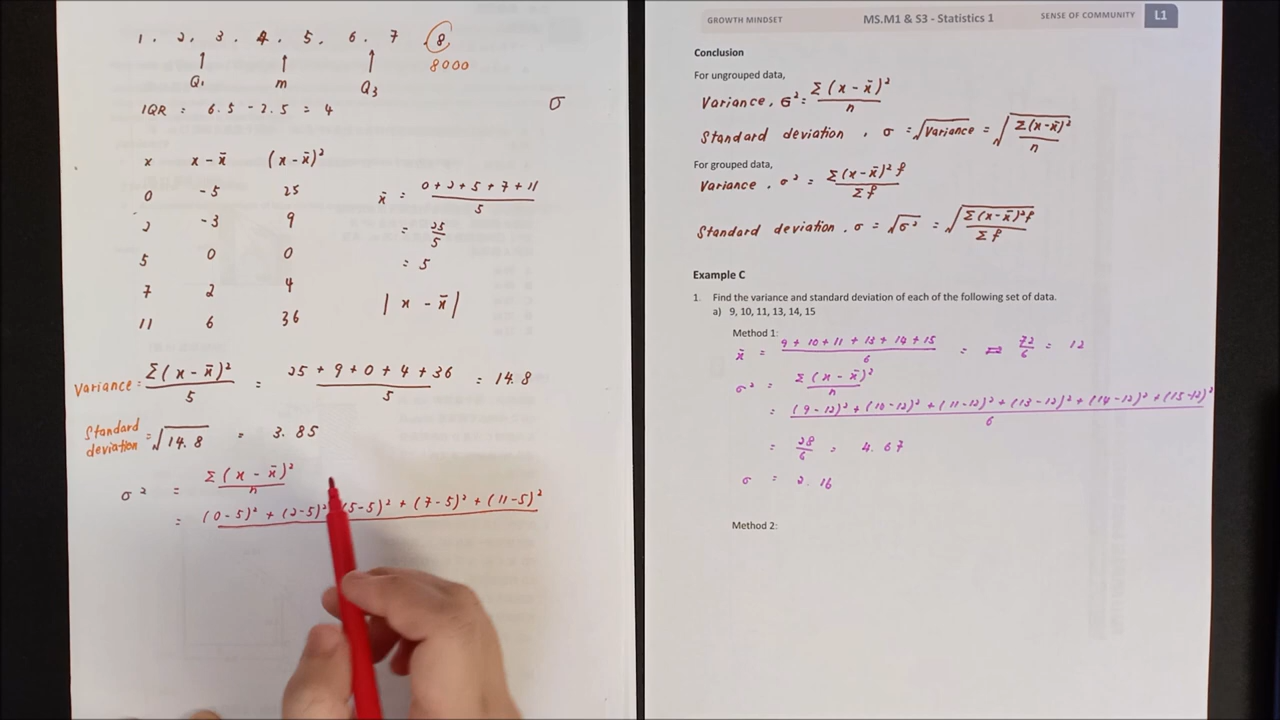 1. 2, 3. 4. 5. 6. 7 8
8000
Q₁ m Q₃
IQR = 6.5 - 2.5 = 4
σ
x x - x̄ (x - x̄)²
0 -5 25
2 -3 9
5 0 0
7 2 4
11 6 36
x̄ = (0 + 2 + 5 + 7 + 11) / 5
= 25/5
= 5
| x - x̄ |
Variance = Σ(x - x̄)² / 5 = (25 + 9 + 0 + 4 + 36) / 5 = 14.8
Standard deviation = √14.8 = 3.85
σ² = Σ(x - x̄)² / n
= (0-5)² + (2-5)² + (5-5)² + (7-5)² + (11-5)²
GROWTH MINDSET MS.M1 & S3 - Statistics 1 SENSE OF COMMUNITY L1
Conclusion
For ungrouped data,
Variance, σ² = Σ(x - x̄)² / n
Standard deviation, σ = √Variance = √(Σ(x-x̄)² / n)
For grouped data,
Variance, σ² = Σ(x-x̄)² f / Σf
Standard deviation. σ = √σ² = √(Σ(x-x̄)²f / Σf)
Example C
1. Find the variance and standard deviation of each of the following set of data.
a) 9, 10, 11, 13, 14, 15
Method 1:
x̄ = (9 + 10 + 11 + 13 + 14 + 15) / 6 = 72/6 = 12
σ² = Σ(x - x̄)² / n
= ((9-12)² + (10-12)² + (11-12)² + (13-12)² + (14-12)² + (15-12)²) / 6
= 28/6 = 4.67
σ = 2.16
Method 2: